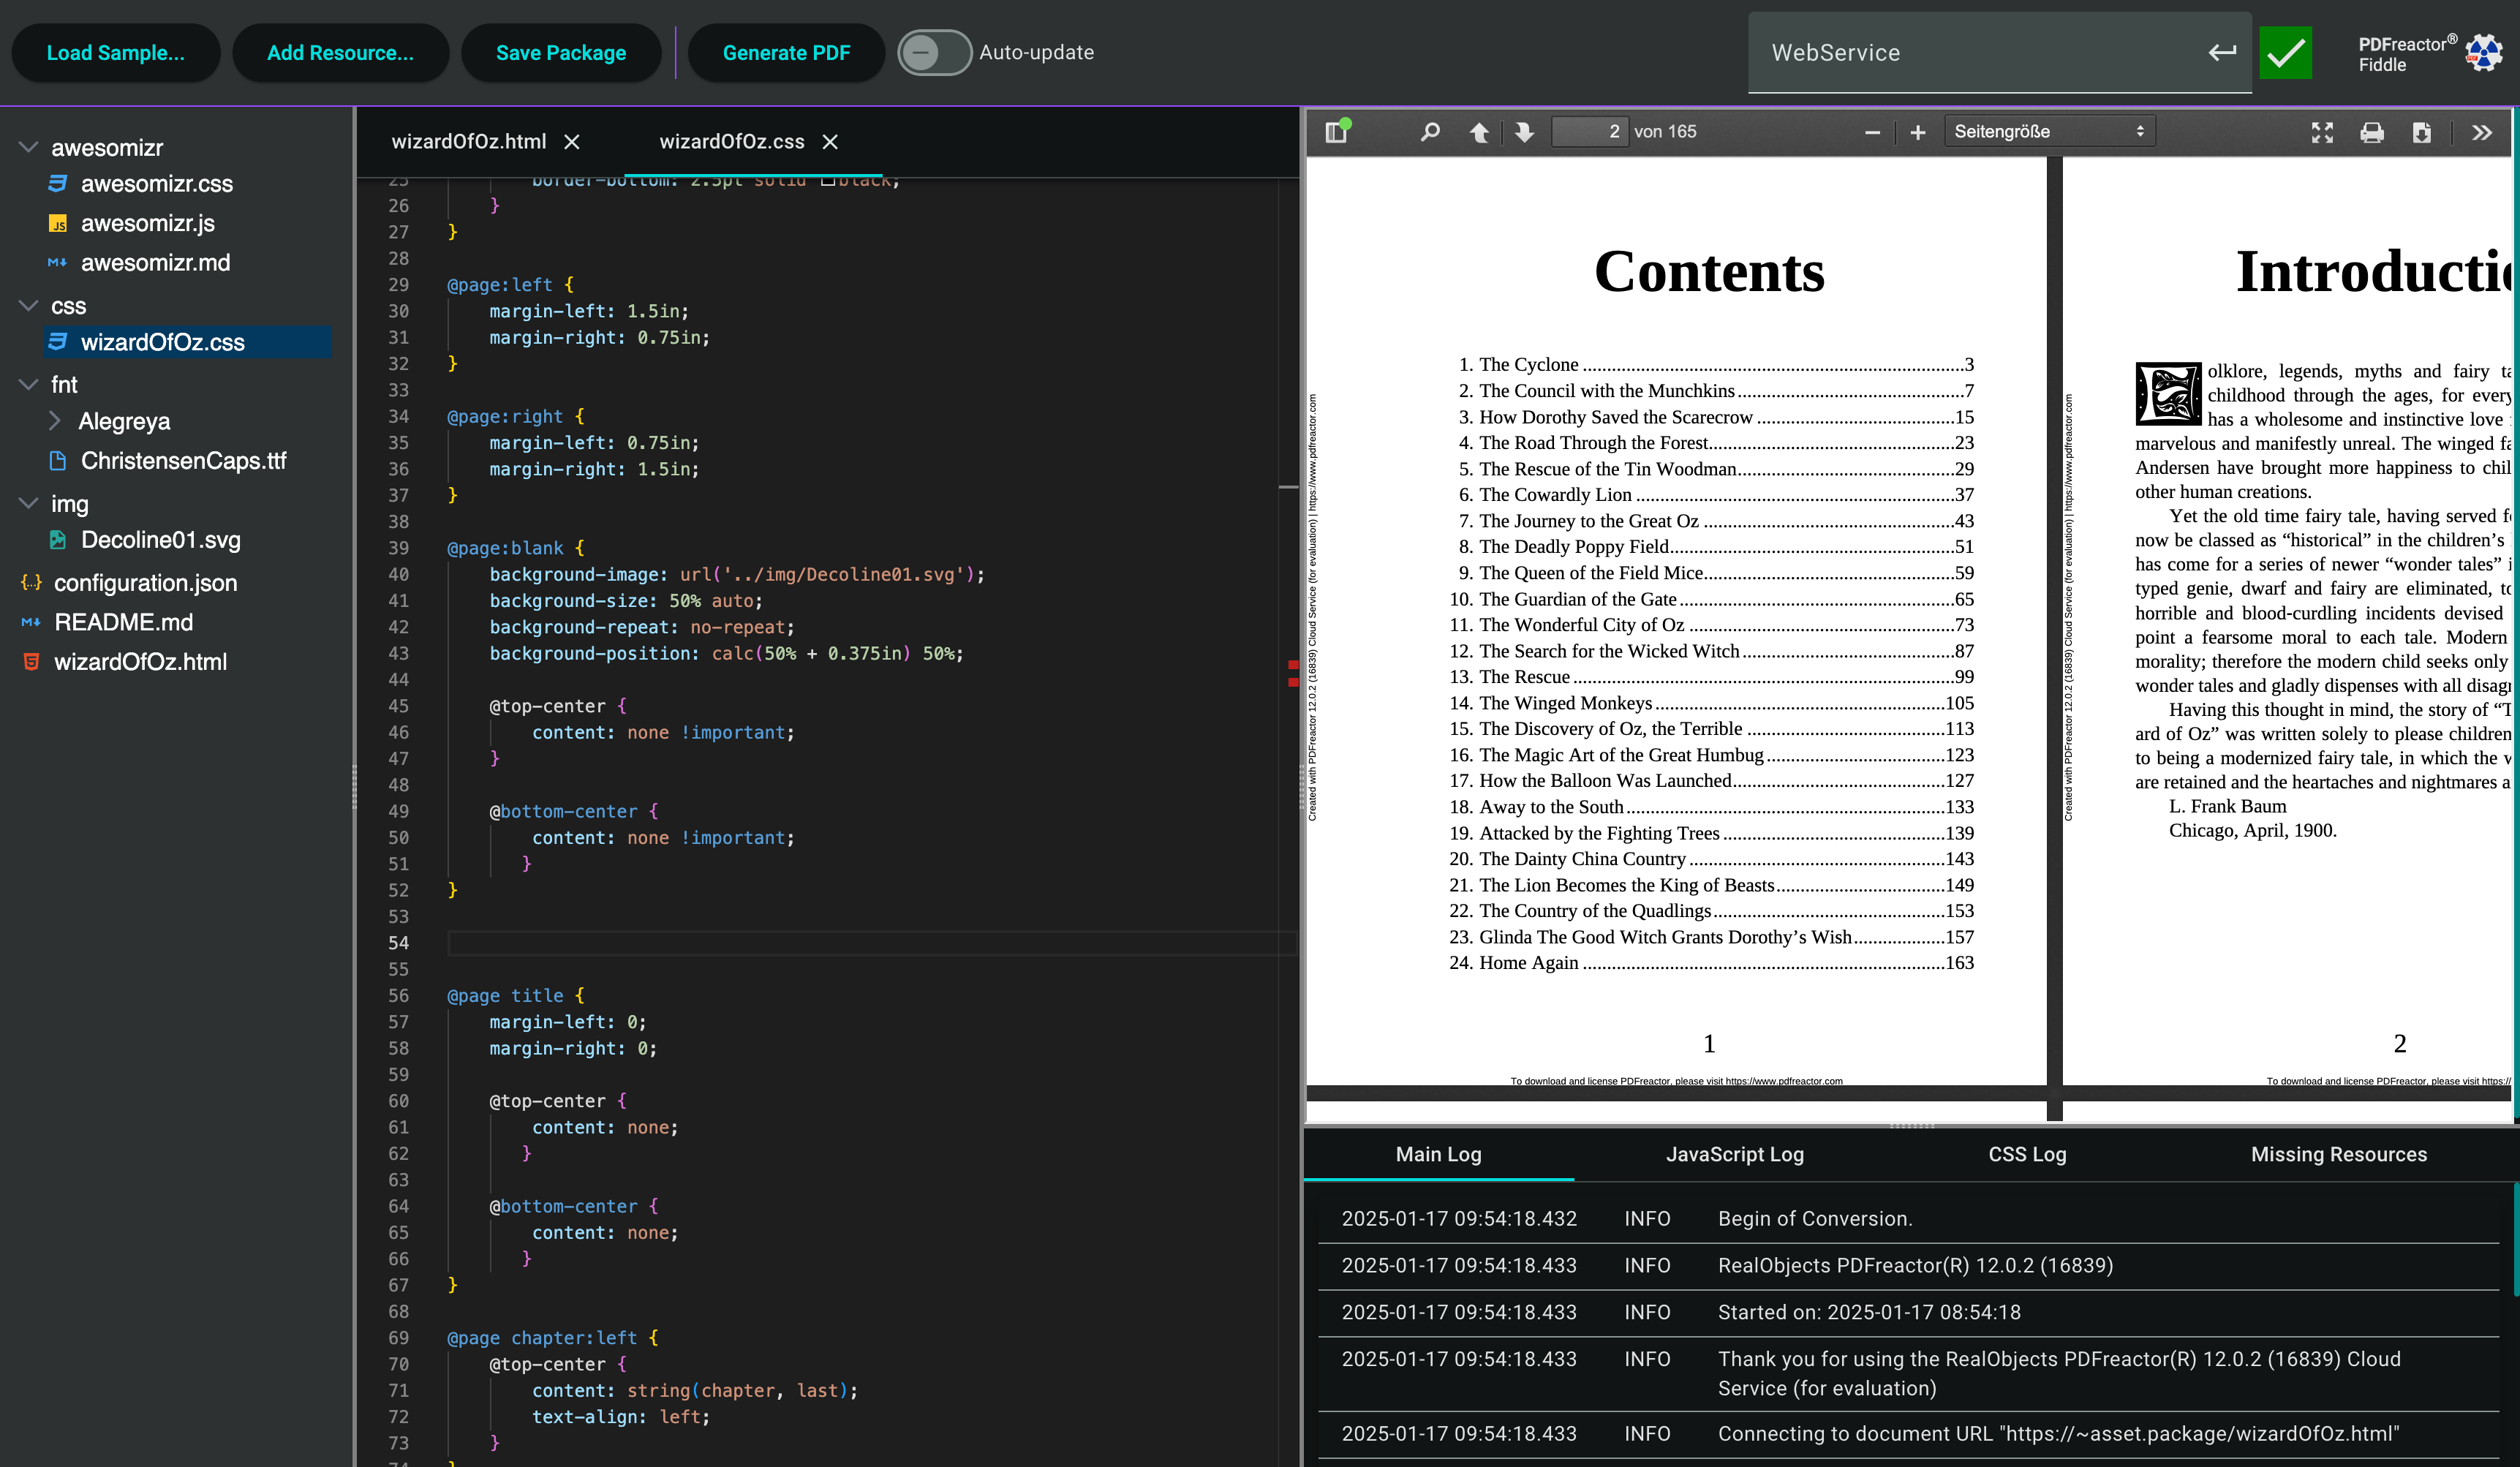 Load Sample...
Add Resource...
Save Package
Generate PDF
Auto-update
WebService
PDFreactor®
Fiddle
awesomizr
awesomizr.css
JS awesomizr.js
M awesomizr.md
css
wizardOfOz.css
fnt
Alegreya
ChristensenCaps.ttf
img
Decoline01.svg
{..} configuration.json
M README.md
5 wizardOfOz.html
wizardOfOz.html
wizardOfOz.css
25 border-bottom: 2.5pt solid black;
26 }
27 }
28
29 @page:left {
30 margin-left: 1.5in;
31 margin-right: 0.75in;
32 }
33
34 @page:right {
35 margin-left: 0.75in;
36 margin-right: 1.5in;
37 }
38
39 @page:blank {
40 background-image: url('../img/Decoline01.svg');
41 background-size: 50% auto;
42 background-repeat: no-repeat;
43 background-position: calc(50% + 0.375in) 50%;
44
45 @top-center {
46 content: none !important;
47 }
48
49 @bottom-center {
50 content: none !important;
51 }
52 }
53
54
55
56 @page title {
57 margin-left: 0;
58 margin-right: 0;
59
60 @top-center {
61 content: none;
62 }
63
64 @bottom-center {
65 content: none;
66 }
67 }
68
69 @page chapter:left {
70 @top-center {
71 content: string(chapter, last);
72 text-align: left;
73 }
74 }
2 von 165
Seitengröße
Created with PDFreactor 12.0.2 (16839) Cloud Service (for evaluation) | https://www.pdfreactor.com
Contents
1. The Cyclone ... 3
2. The Council with the Munchkins ... 7
3. How Dorothy Saved the Scarecrow ... 15
4. The Road Through the Forest ... 23
5. The Rescue of the Tin Woodman ... 29
6. The Cowardly Lion ... 37
7. The Journey to the Great Oz ... 43
8. The Deadly Poppy Field ... 51
9. The Queen of the Field Mice ... 59
10. The Guardian of the Gate ... 65
11. The Wonderful City of Oz ... 73
12. The Search for the Wicked Witch ... 87
13. The Rescue ... 99
14. The Winged Monkeys ... 105
15. The Discovery of Oz, the Terrible ... 113
16. The Magic Art of the Great Humbug ... 123
17. How the Balloon Was Launched ... 127
18. Away to the South ... 133
19. Attacked by the Fighting Trees ... 139
20. The Dainty China Country ... 143
21. The Lion Becomes the King of Beasts ... 149
22. The Country of the Quadlings ... 153
23. Glinda The Good Witch Grants Dorothy’s Wish ... 157
24. Home Again ... 163
1
To download and license PDFreactor, please visit https://www.pdfreactor.com
Created with PDFreactor 12.0.2 (16839) Cloud Service (for evaluation) | https://www.pdfreactor.com
Introducti
F olklore, legends, myths and fairy ta
childhood through the ages, for every
has a wholesome and instinctive love
marvelous and manifestly unreal. The winged fa
Andersen have brought more happiness to chil
other human creations.
Yet the old time fairy tale, having served f
now be classed as “historical” in the children’s
has come for a series of newer “wonder tales” i
typed genie, dwarf and fairy are eliminated, to
horrible and blood-curdling incidents devised
point a fearsome moral to each tale. Modern
morality; therefore the modern child seeks only
wonder tales and gladly dispenses with all disag
Having this thought in mind, the story of “T
ard of Oz” was written solely to please children
to being a modernized fairy tale, in which the w
are retained and the heartaches and nightmares a
L. Frank Baum
Chicago, April, 1900.
2
To download and license PDFreactor, please visit https://
Main Log
JavaScript Log
CSS Log
Missing Resources
2025-01-17 09:54:18.432 INFO Begin of Conversion.
2025-01-17 09:54:18.433 INFO RealObjects PDFreactor(R) 12.0.2 (16839)
2025-01-17 09:54:18.433 INFO Started on: 2025-01-17 08:54:18
2025-01-17 09:54:18.433 INFO Thank you for using the RealObjects PDFreactor(R) 12.0.2 (16839) Cloud
Service (for evaluation)
2025-01-17 09:54:18.433 INFO Connecting to document URL "https://~asset.package/wizardOfOz.html"